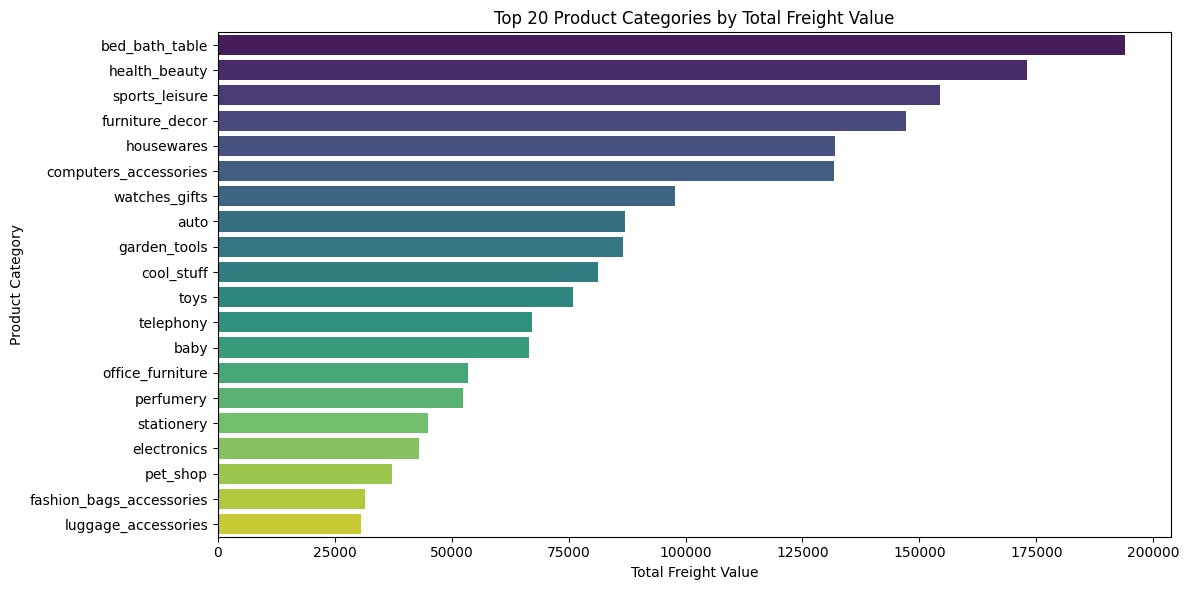 Top 20 Product Categories by Total Freight Value
Product Category
bed_bath_table
health_beauty
sports_leisure
furniture_decor
housewares
computers_accessories
watches_gifts
auto
garden_tools
cool_stuff
toys
telephony
baby
office_furniture
perfumery
stationery
electronics
pet_shop
fashion_bags_accessories
luggage_accessories
0 25000 50000 75000 100000 125000 150000 175000 200000
Total Freight Value